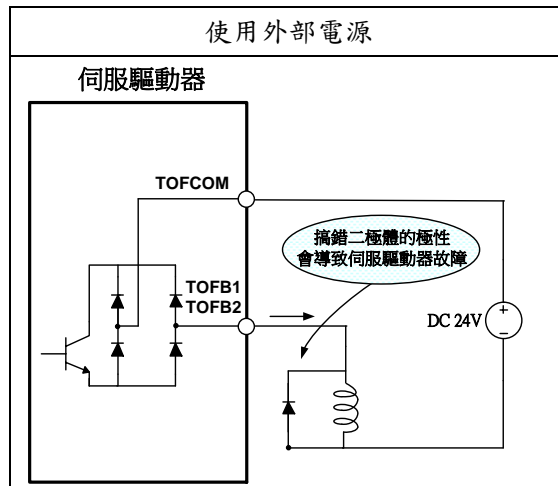 使用外部電源
伺服驅動器
TOFCOM
搞錯二極體的極性
會導致伺服驅動器故障
TOFB1
TOFB2
DC 24V
+
−